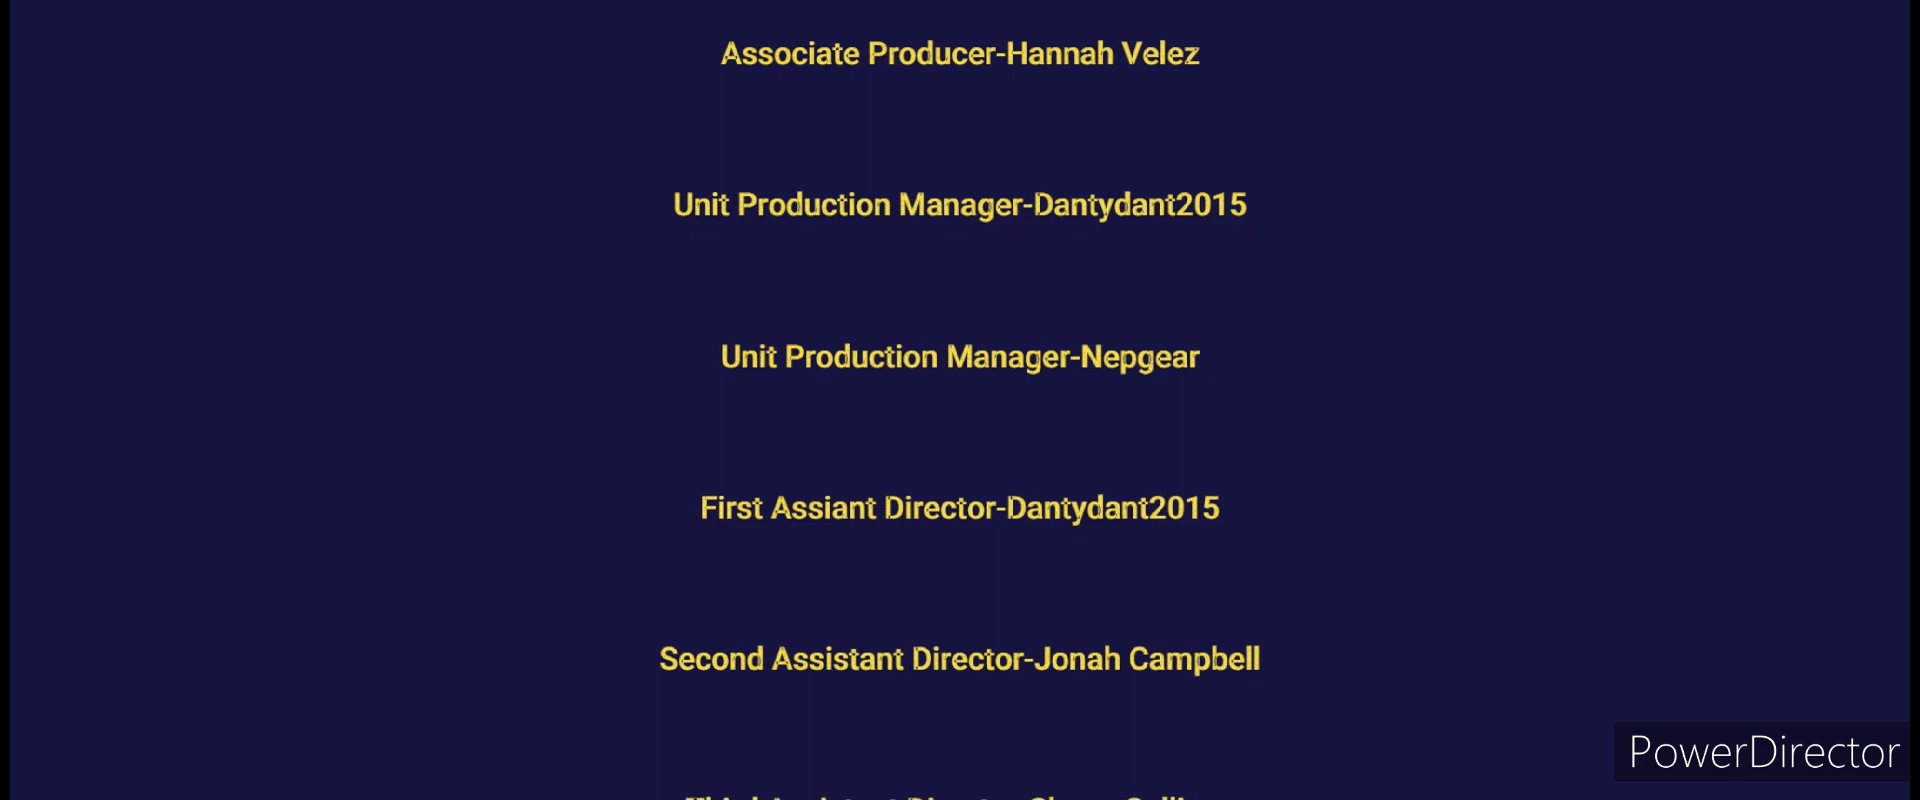 Associate Producer-Hannah Velez
Unit Production Manager-Dantydant2015
Unit Production Manager-Nepgear
First Assiant Director-Dantydant2015
Second Assistant Director-Jonah Campbell
PowerDirector